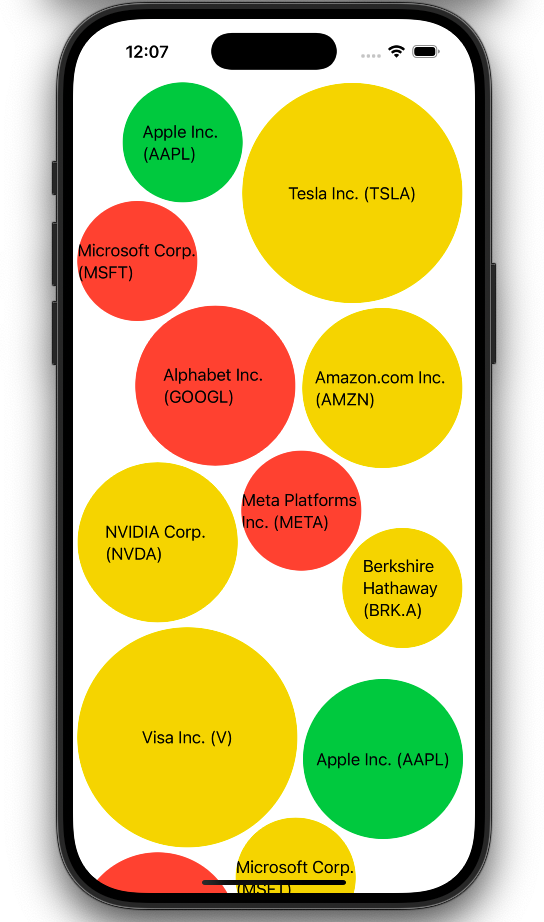 12:07
Apple Inc.
(AAPL)
Tesla Inc. (TSLA)
Microsoft Corp.
(MSFT)
Alphabet Inc.
(GOOGL)
Amazon.com Inc.
(AMZN)
Meta Platforms
Inc. (META)
NVIDIA Corp.
(NVDA)
Berkshire
Hathaway
(BRK.A)
Visa Inc. (V)
Apple Inc. (AAPL)
Microsoft Corp.
(MSFT)